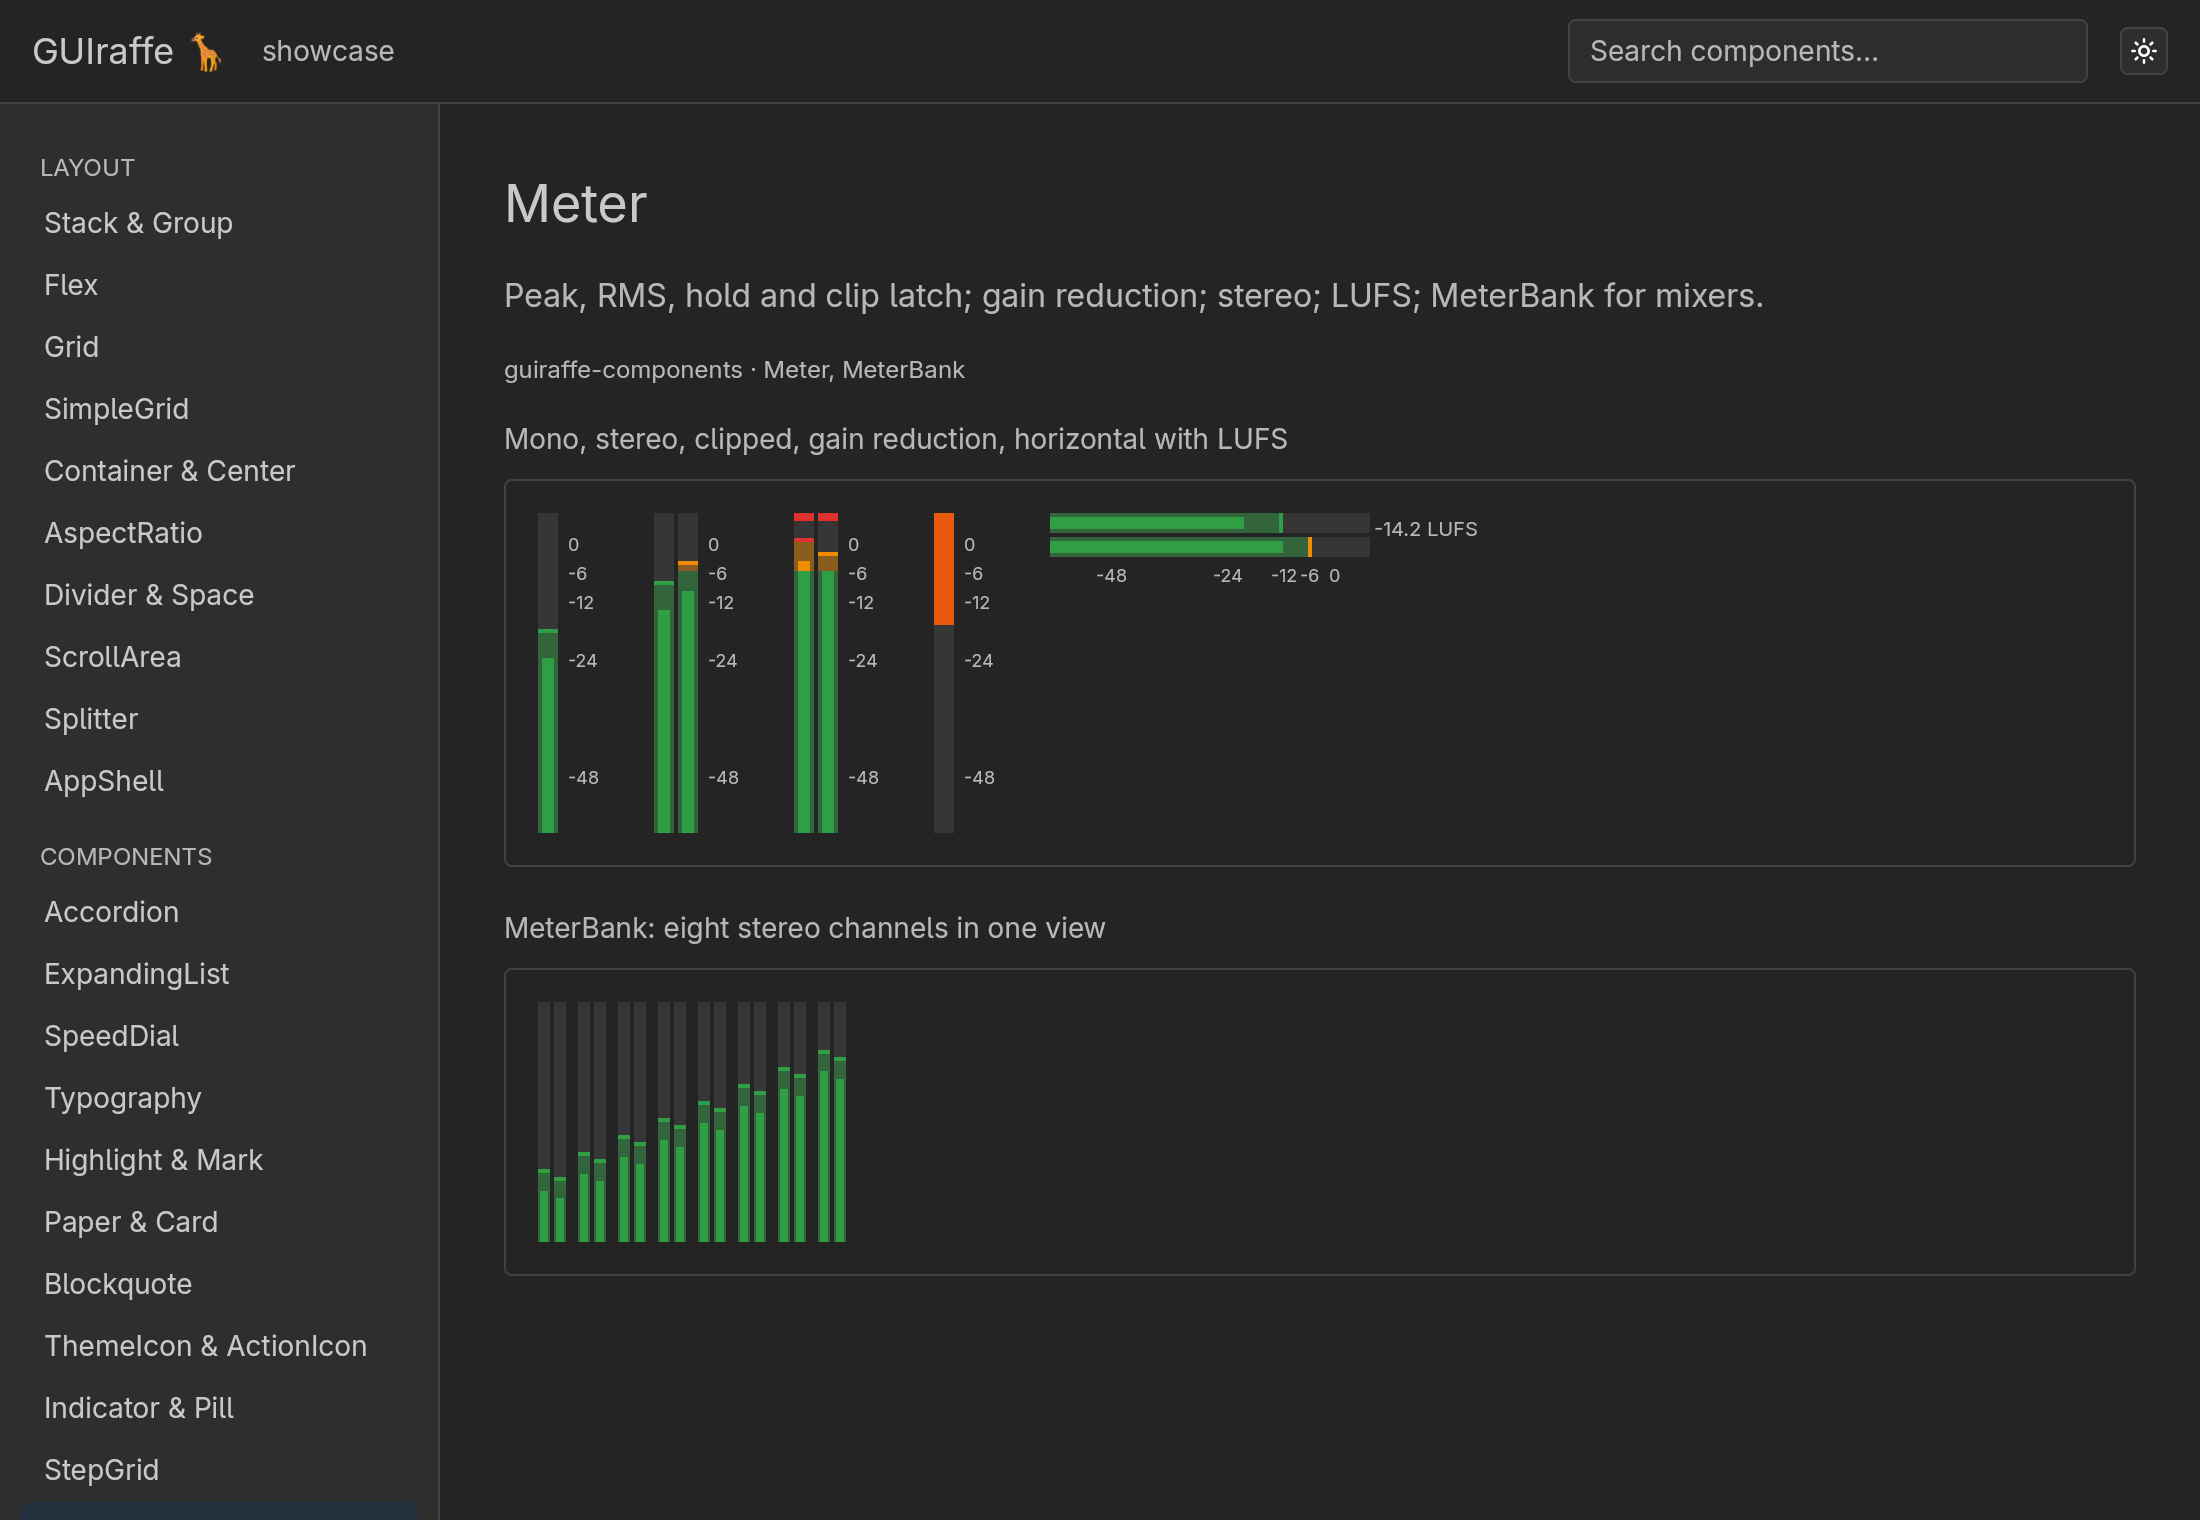 GUIraffe 🦒 showcase
Search components...
LAYOUT
Stack & Group
Flex
Grid
SimpleGrid
Container & Center
AspectRatio
Divider & Space
ScrollArea
Splitter
AppShell
COMPONENTS
Accordion
ExpandingList
SpeedDial
Typography
Highlight & Mark
Paper & Card
Blockquote
ThemeIcon & ActionIcon
Indicator & Pill
StepGrid
Meter
Peak, RMS, hold and clip latch; gain reduction; stereo; LUFS; MeterBank for mixers.
guiraffe-components · Meter, MeterBank
Mono, stereo, clipped, gain reduction, horizontal with LUFS
0
-6
-12
-24
-48
0
-6
-12
-24
-48
0
-6
-12
-24
-48
0
-6
-12
-24
-48
-14.2 LUFS
-48 -24 -12 -6 0
MeterBank: eight stereo channels in one view